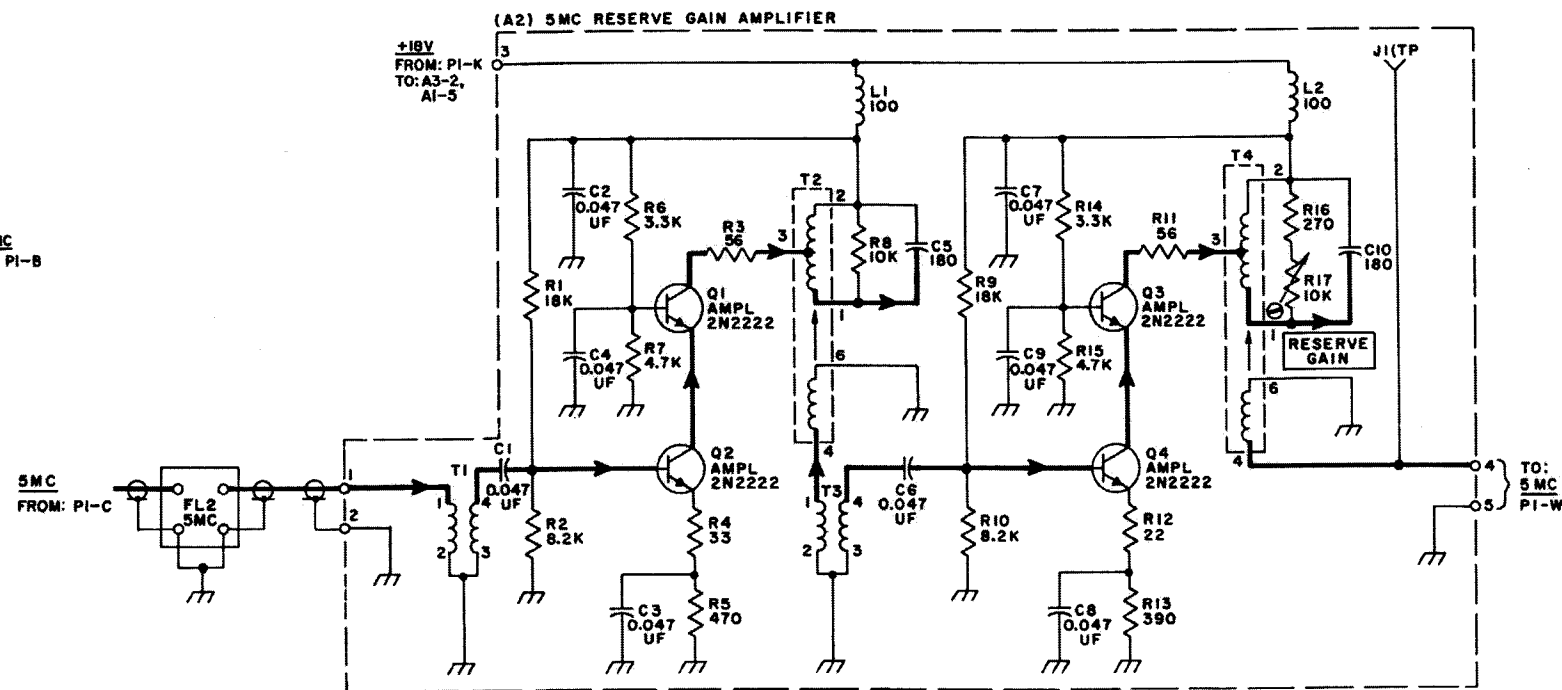 (A2) 5MC RESERVE GAIN AMPLIFIER
+18V
FROM: P1-K
TO: A3-2,
A1-5
3
J1(TP
L1
100
L2
100
C2
0.047
UF
R6
3.3K
R1
18K
C4
0.047
UF
R7
4.7K
Q1
AMPL
2N2222
R3
56
3
T2
2
R8
10K
C5
180
1
6
4
C7
0.047
UF
R14
3.3K
R9
18K
C9
0.047
UF
R15
4.7K
Q3
AMPL
2N2222
R11
56
3
T4
2
R16
270
R17
10K
C10
180
1
RESERVE
GAIN
6
4
P1-B
5MC
FROM: P1-C
FL2
5MC
1
2
T1
1
2
4
3
C1
0.047
UF
R2
8.2K
Q2
AMPL
2N2222
R4
33
C3
0.047
UF
R5
470
T3
1
2
4
3
C6
0.047
UF
R10
8.2K
Q4
AMPL
2N2222
R12
22
C8
0.047
UF
R13
390
4
5
TO:
5MC
P1-W